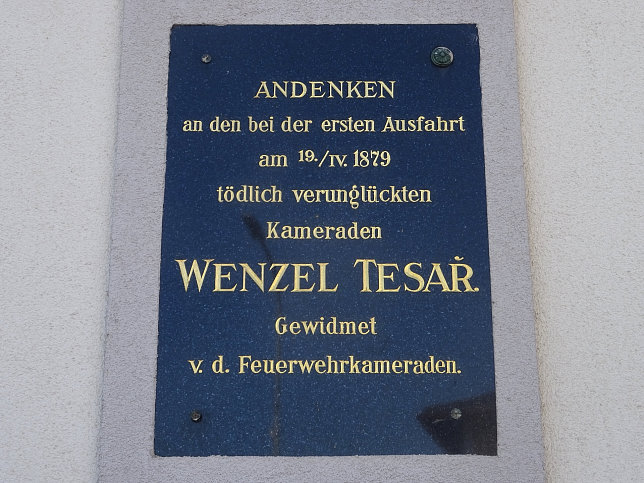 ANDENKEN
an den bei der ersten Ausfahrt
am 19./IV. 1879
tödlich verunglückten
Kameraden
WENZEL TESAŘ.
Gewidmet
v. d. Feuerwehrkameraden.